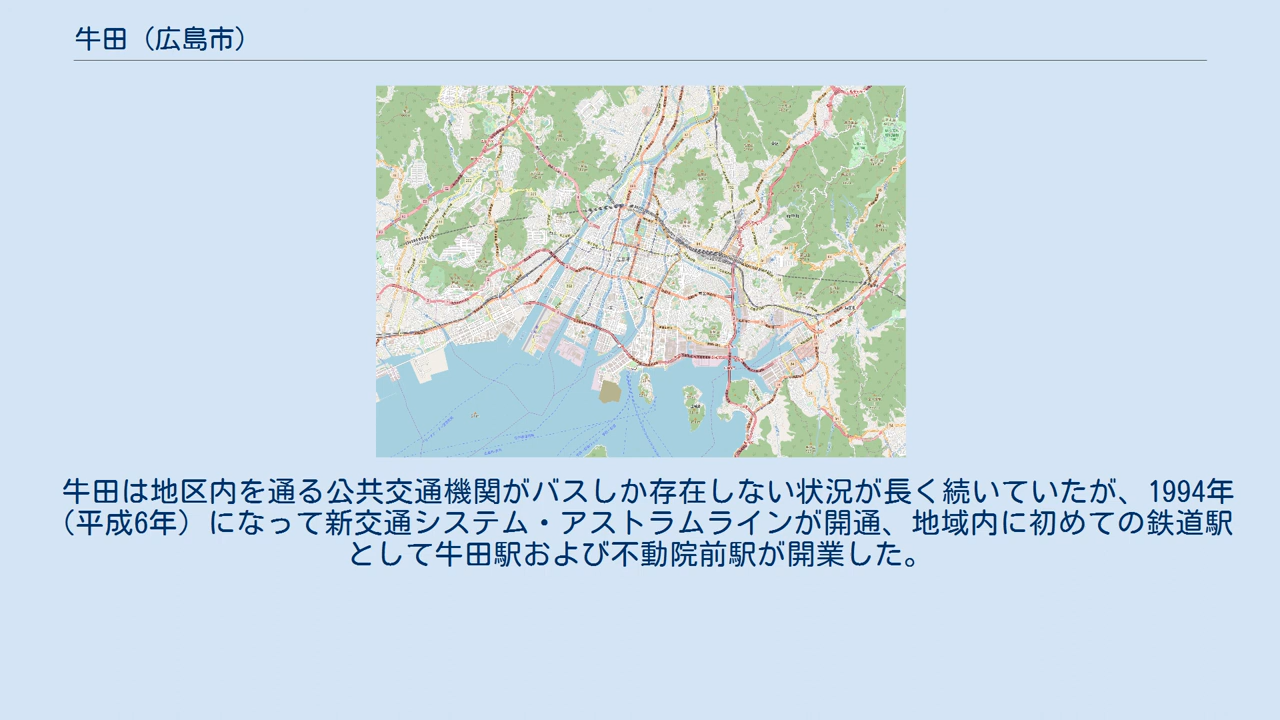 牛田（広島市）
牛田は地区内を通る公共交通機関がバスしか存在しない状況が長く続いていたが、1994年
（平成6年）になって新交通システム・アストラムラインが開通、地域内に初めての鉄道駅
として牛田駅および不動院前駅が開業した。